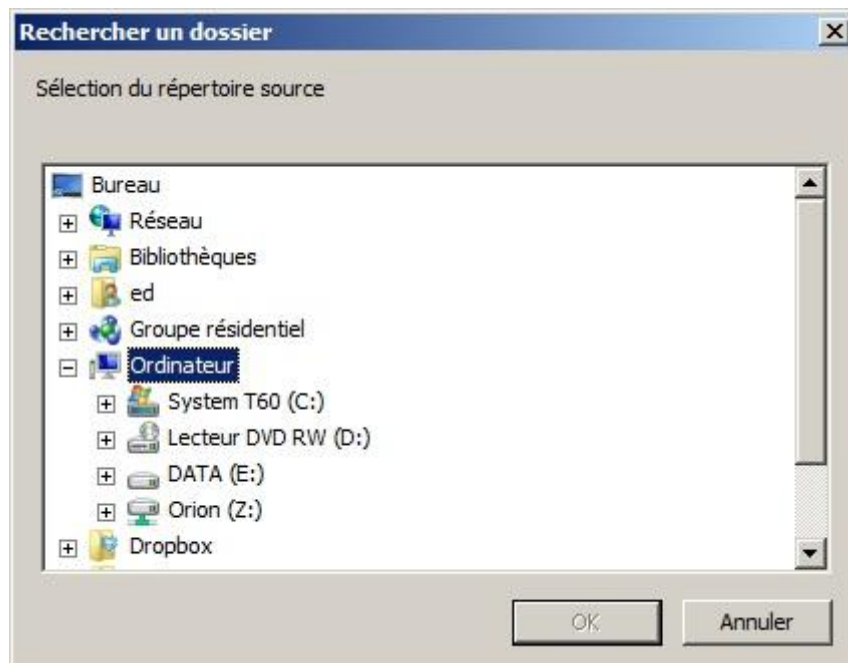 Rechercher un dossier
Sélection du répertoire source
Bureau
Réseau
Bibliothèques
ed
Groupe résidentiel
Ordinateur
System T60 (C:)
Lecteur DVD RW (D:)
DATA (E:)
Orion (Z:)
Dropbox
OK Annuler